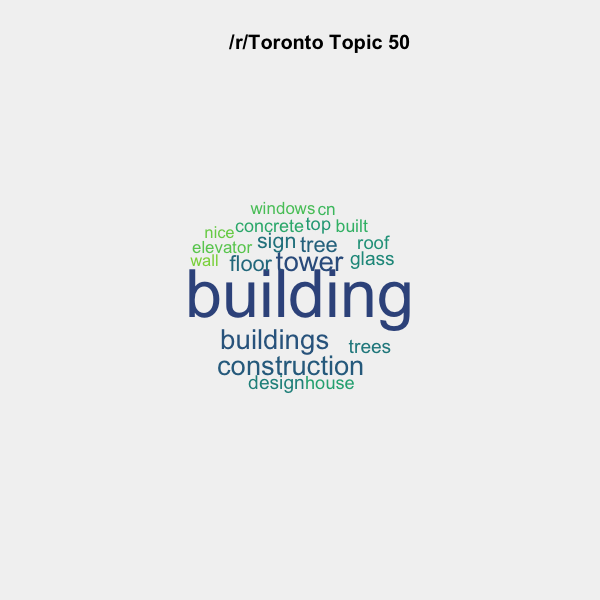 /r/Toronto Topic 50
windows cn
concrete top built
nice sign tree roof
elevator
wall floor tower glass
building
buildings trees
construction
design house